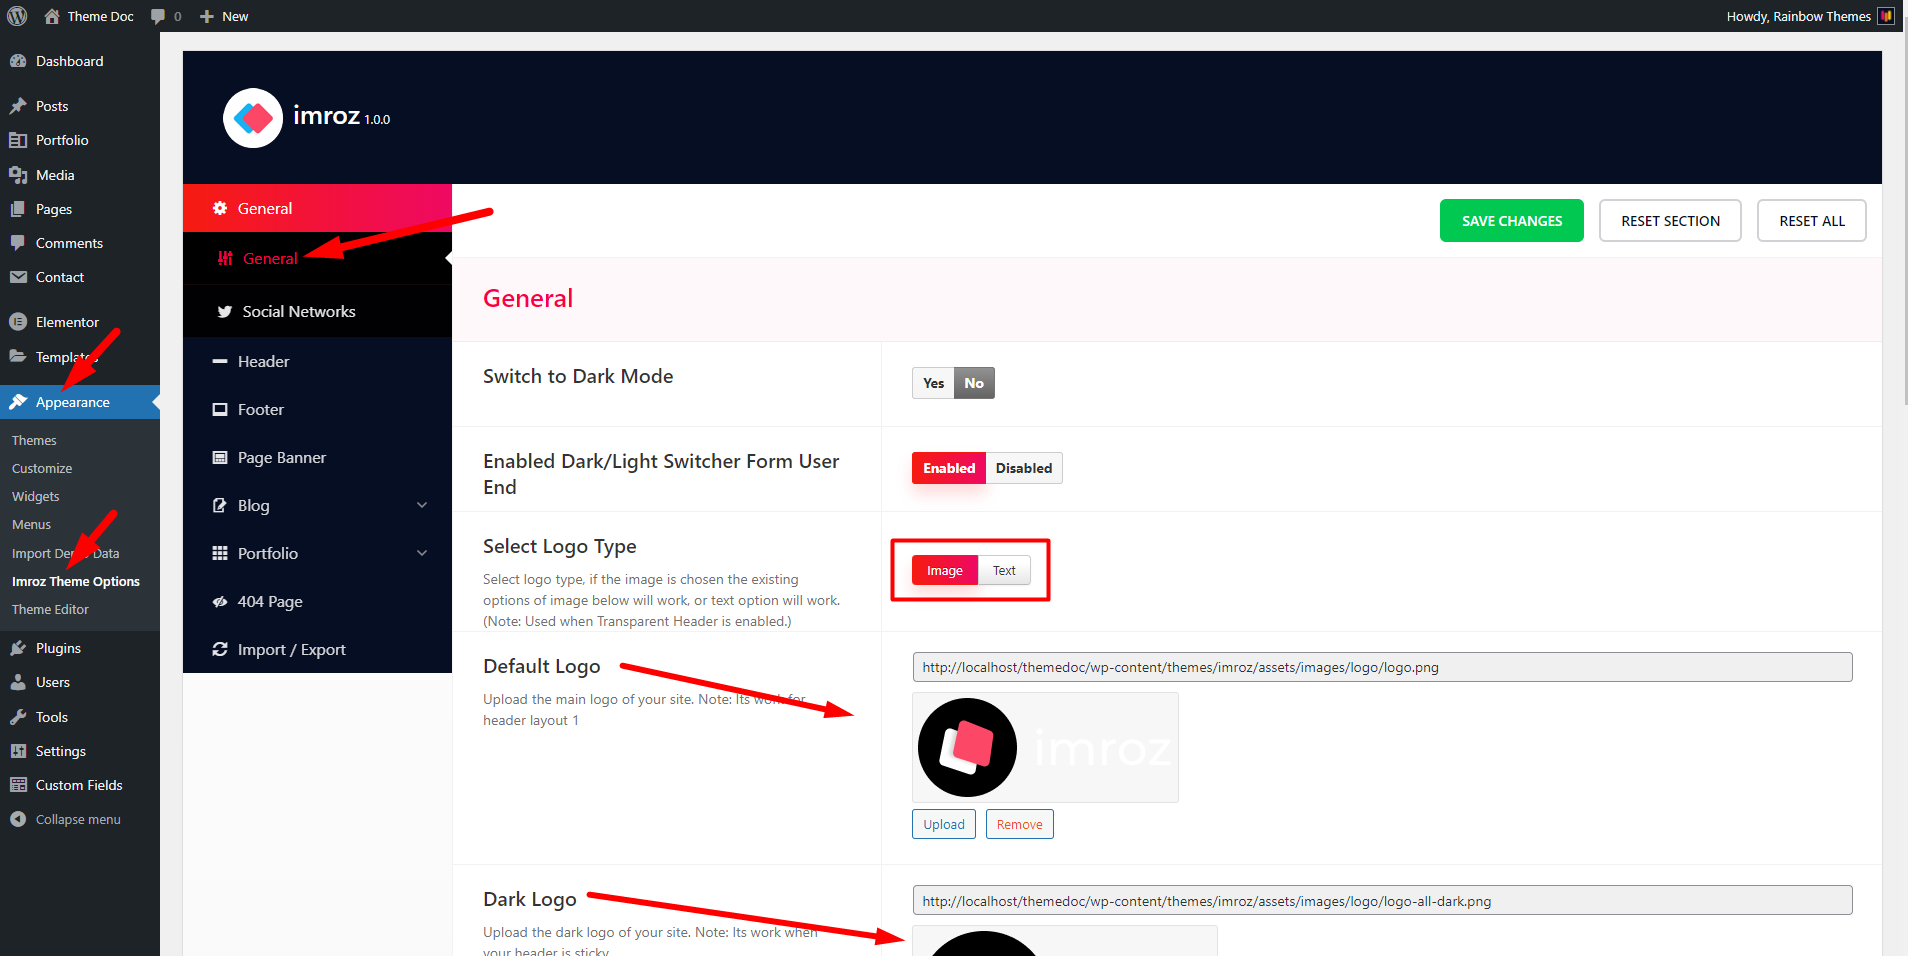 Theme Doc
0
New
Howdy, Rainbow Themes
Dashboard
Posts
Portfolio
Media
Pages
Comments
Contact
Elementor
Templates
Appearance
Themes
Customize
Widgets
Menus
Import Demo Data
Imroz Theme Options
Theme Editor
Plugins
Users
Tools
Settings
Custom Fields
Collapse menu
imroz 1.0.0
General
General
Social Networks
Header
Footer
Page Banner
Blog
Portfolio
404 Page
Import / Export
SAVE CHANGES
RESET SECTION
RESET ALL
General
Switch to Dark Mode
Yes
No
Enabled Dark/Light Switcher Form User
End
Enabled
Disabled
Select Logo Type
Select logo type, if the image is chosen the existing
options of image below will work, or text option will work.
(Note: Used when Transparent Header is enabled.)
Image
Text
Default Logo
Upload the main logo of your site. Note: Its work for
header layout 1
http://localhost/themedoc/wp-content/themes/imroz/assets/images/logo/logo.png
imroz
Upload
Remove
Dark Logo
Upload the dark logo of your site. Note: Its work when
your header is sticky
http://localhost/themedoc/wp-content/themes/imroz/assets/images/logo/logo-all-dark.png